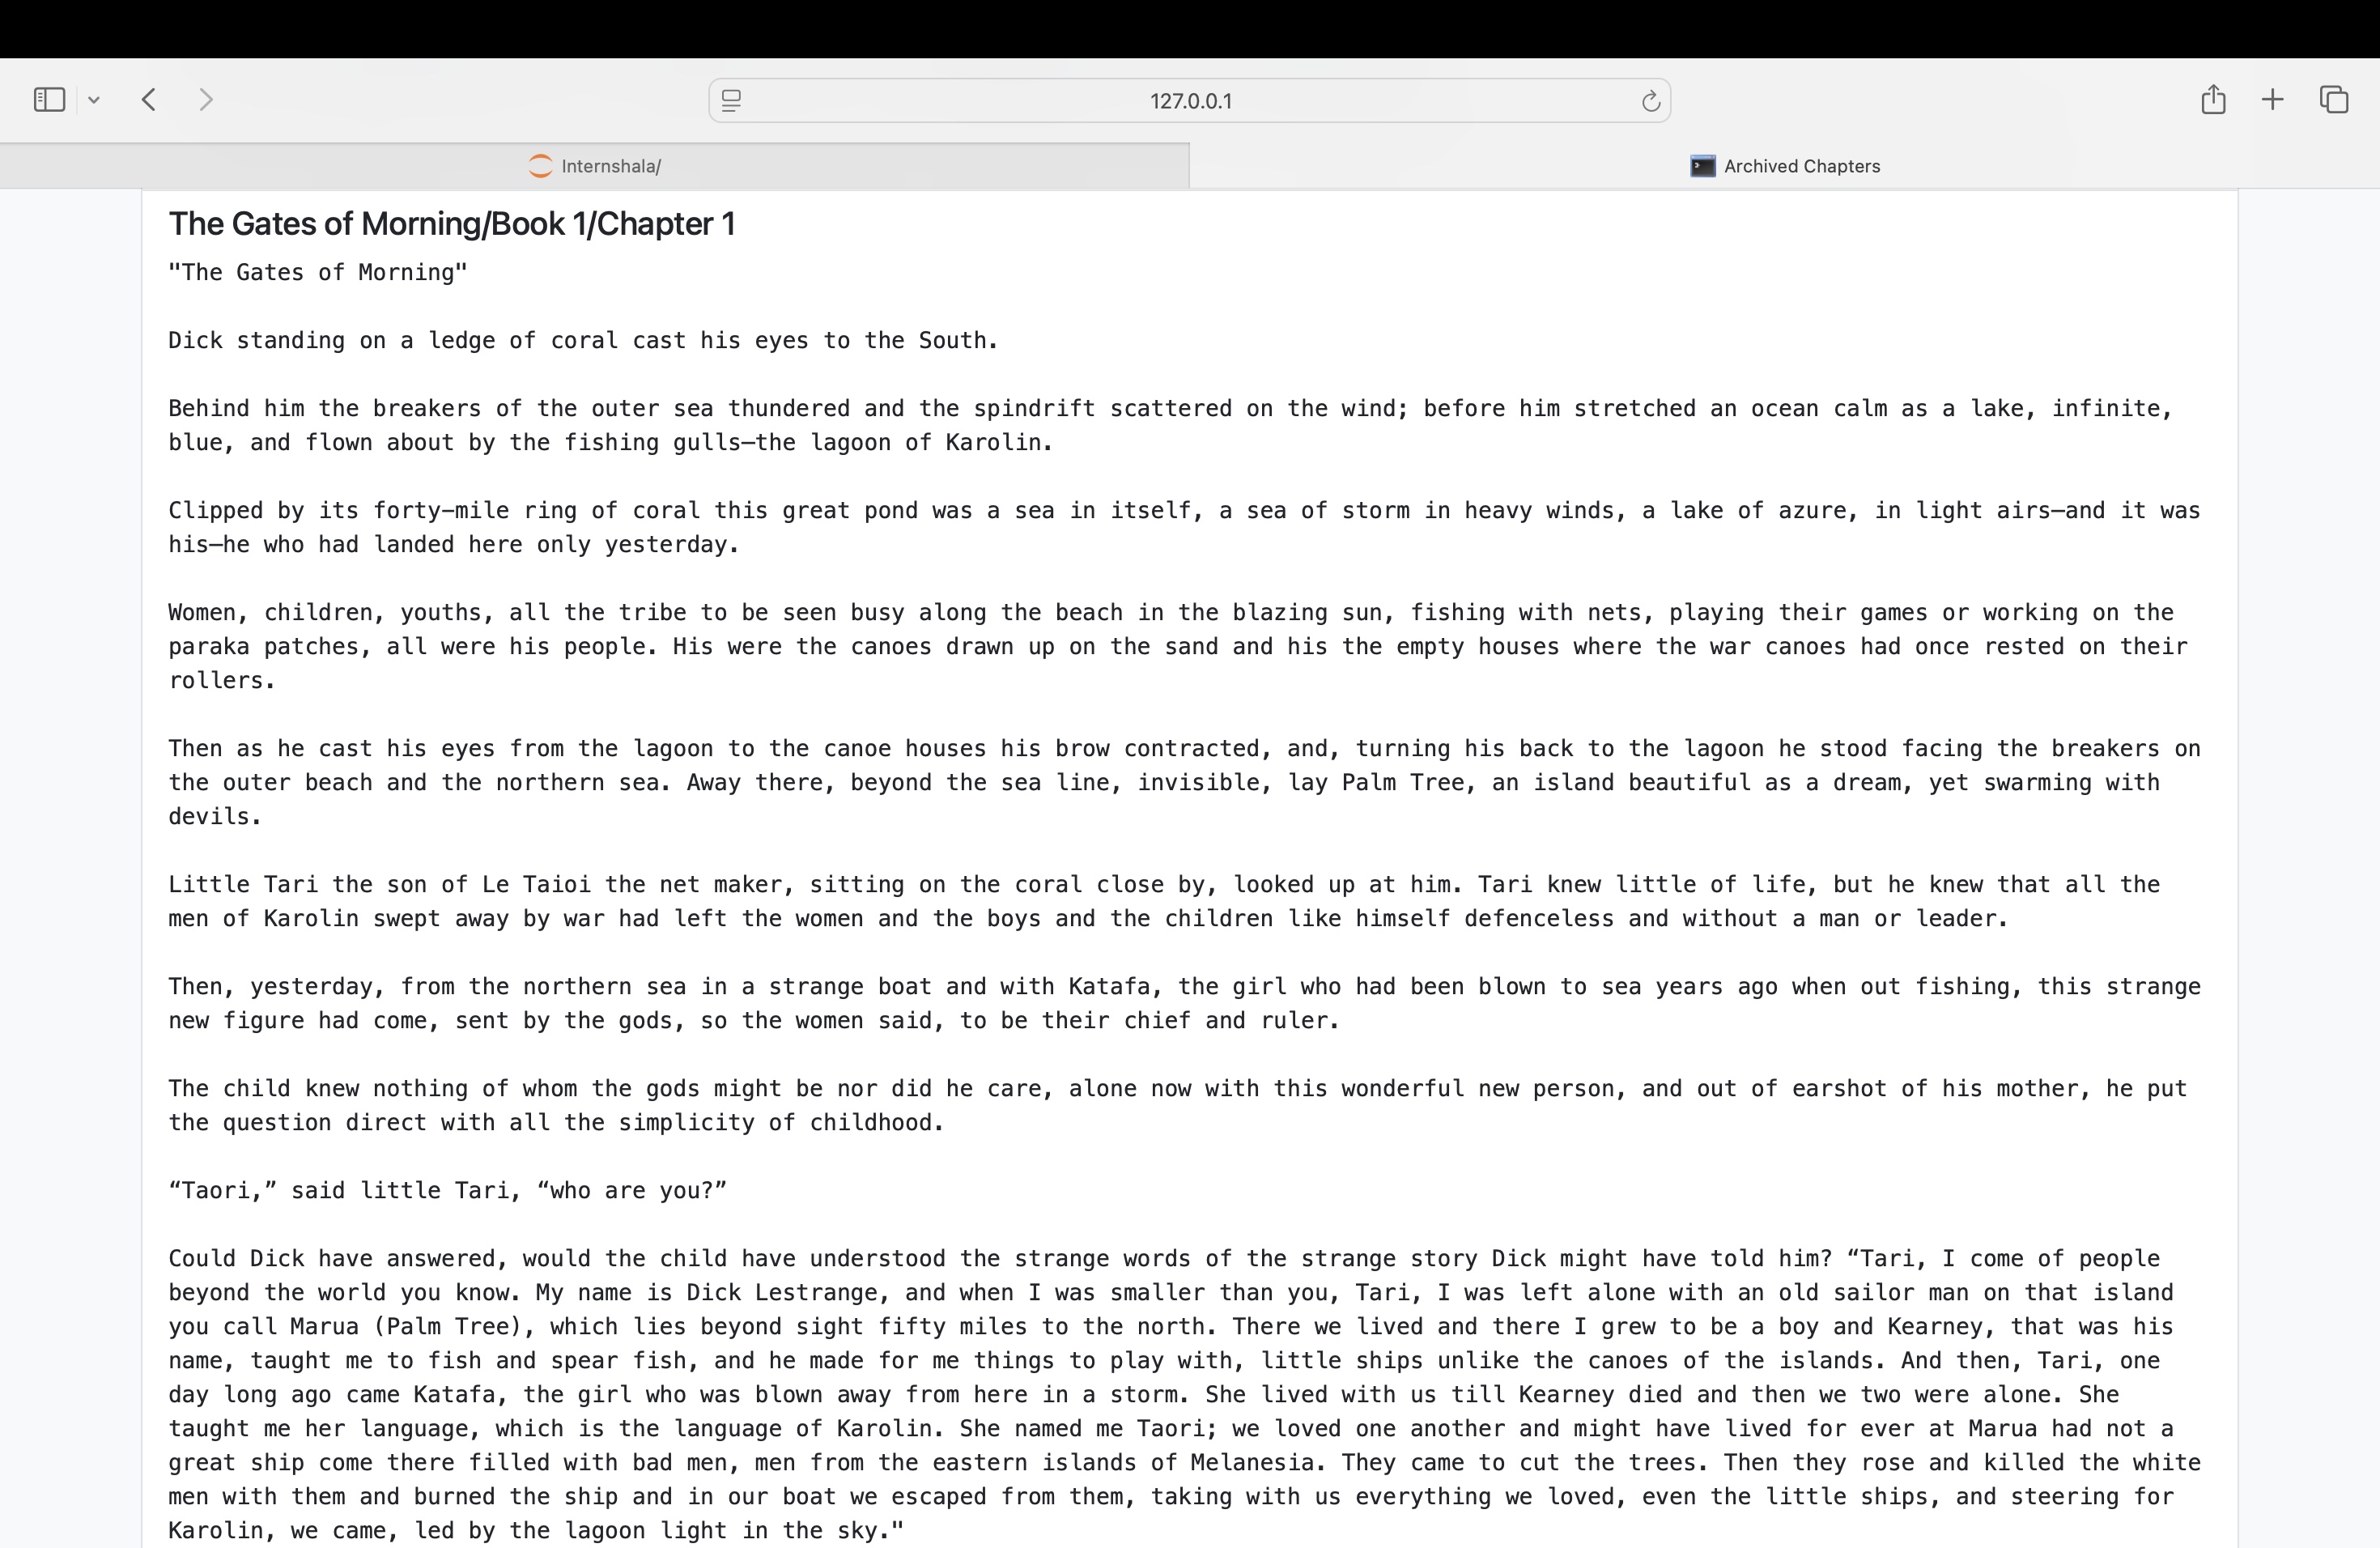 127.0.0.1
Internshala/
Archived Chapters
The Gates of Morning/Book 1/Chapter 1
"The Gates of Morning"
Dick standing on a ledge of coral cast his eyes to the South.
Behind him the breakers of the outer sea thundered and the spindrift scattered on the wind; before him stretched an ocean calm as a lake, infinite,
blue, and flown about by the fishing gulls—the lagoon of Karolin.
Clipped by its forty-mile ring of coral this great pond was a sea in itself, a sea of storm in heavy winds, a lake of azure, in light airs—and it was
his—he who had landed here only yesterday.
Women, children, youths, all the tribe to be seen busy along the beach in the blazing sun, fishing with nets, playing their games or working on the
paraka patches, all were his people. His were the canoes drawn up on the sand and his the empty houses where the war canoes had once rested on their
rollers.
Then as he cast his eyes from the lagoon to the canoe houses his brow contracted, and, turning his back to the lagoon he stood facing the breakers on
the outer beach and the northern sea. Away there, beyond the sea line, invisible, lay Palm Tree, an island beautiful as a dream, yet swarming with
devils.
Little Tari the son of Le Taioi the net maker, sitting on the coral close by, looked up at him. Tari knew little of life, but he knew that all the
men of Karolin swept away by war had left the women and the boys and the children like himself defenceless and without a man or leader.
Then, yesterday, from the northern sea in a strange boat and with Katafa, the girl who had been blown to sea years ago when out fishing, this strange
new figure had come, sent by the gods, so the women said, to be their chief and ruler.
The child knew nothing of whom the gods might be nor did he care, alone now with this wonderful new person, and out of earshot of his mother, he put
the question direct with all the simplicity of childhood.
“Taori,” said little Tari, “who are you?”
Could Dick have answered, would the child have understood the strange words of the strange story Dick might have told him? “Tari, I come of people
beyond the world you know. My name is Dick Lestrange, and when I was smaller than you, Tari, I was left alone with an old sailor man on that island
you call Marua (Palm Tree), which lies beyond sight fifty miles to the north. There we lived and there I grew to be a boy and Kearney, that was his
name, taught me to fish and spear fish, and he made for me things to play with, little ships unlike the canoes of the islands. And then, Tari, one
day long ago came Katafa, the girl who was blown away from here in a storm. She lived with us till Kearney died and then we two were alone. She
taught me her language, which is the language of Karolin. She named me Taori; we loved one another and might have lived for ever at Marua had not a
great ship come there filled with bad men, men from the eastern islands of Melanesia. They came to cut the trees. Then they rose and killed the white
men with them and burned the ship and in our boat we escaped from them, taking with us everything we loved, even the little ships, and steering for
Karolin, we came, led by the lagoon light in the sky."